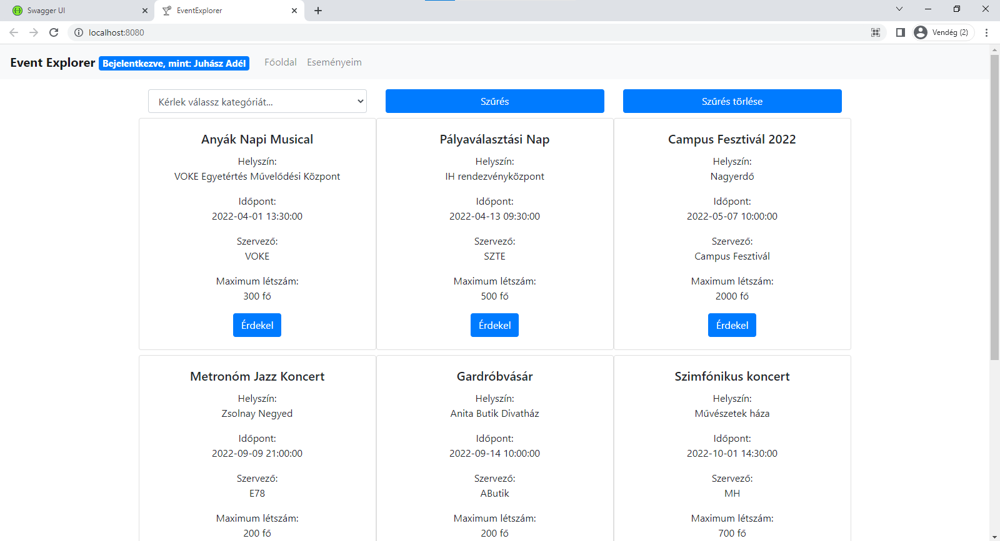 Swagger UI
EventExplorer
localhost:8080
Vendég (2)
Event Explorer Bejelentkezve, mint: Juhász Adél Főoldal Eseményeim
Kérlek válassz kategóriát...
Szűrés
Szűrés törlése
Anyák Napi Musical
Helyszín:
VOKE Egyetértés Művelődési Központ
Időpont:
2022-04-01 13:30:00
Szervező:
VOKE
Maximum létszám:
300 fő
Érdekel
Pályaválasztási Nap
Helyszín:
IH rendezvényközpont
Időpont:
2022-04-13 09:30:00
Szervező:
SZTE
Maximum létszám:
500 fő
Érdekel
Campus Fesztivál 2022
Helyszín:
Nagyerdő
Időpont:
2022-05-07 10:00:00
Szervező:
Campus Fesztivál
Maximum létszám:
2000 fő
Érdekel
Metronóm Jazz Koncert
Helyszín:
Zsolnay Negyed
Időpont:
2022-09-09 21:00:00
Szervező:
E78
Maximum létszám:
200 fő
Gardróbvásár
Helyszín:
Anita Butik Divatház
Időpont:
2022-09-14 10:00:00
Szervező:
AButik
Maximum létszám:
200 fő
Szimfónikus koncert
Helyszín:
Művészetek háza
Időpont:
2022-10-01 14:30:00
Szervező:
MH
Maximum létszám:
700 fő